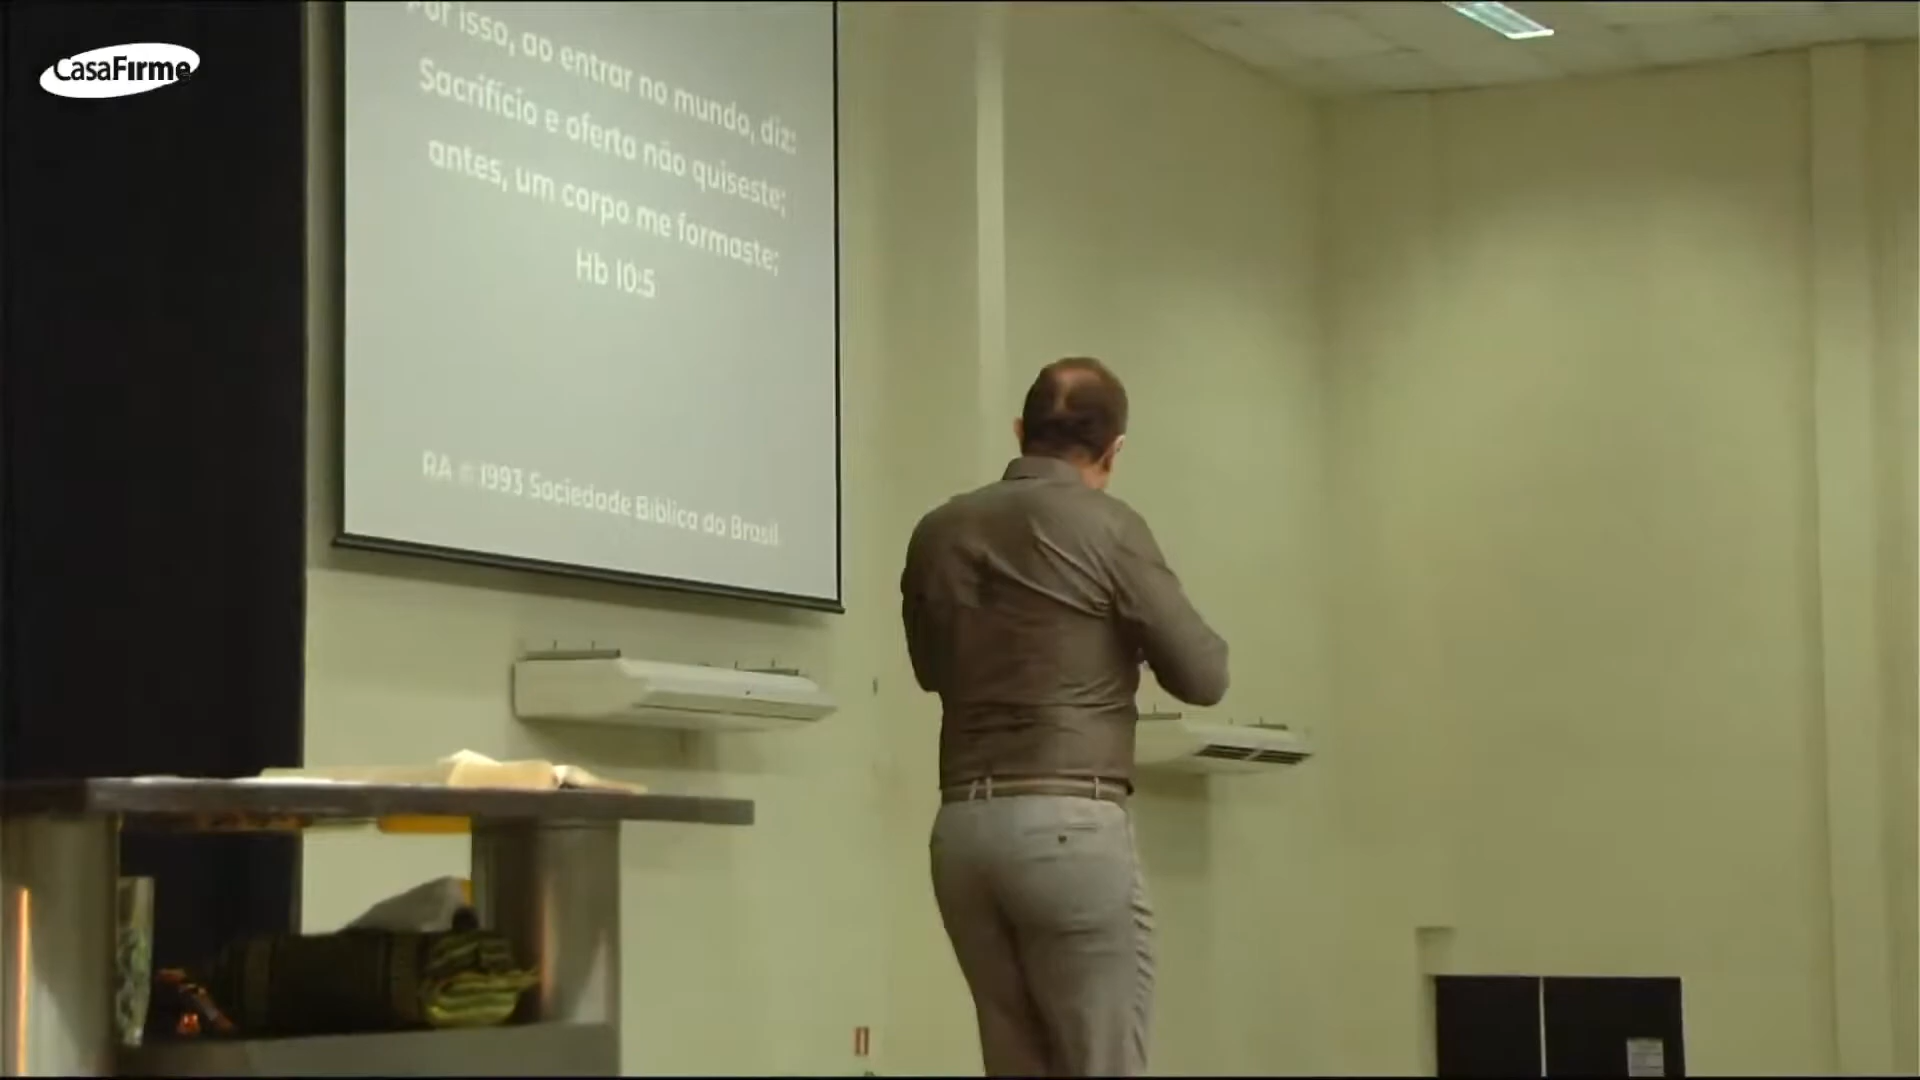 CasaFirme
Por isso, ao entrar no mundo, diz:
Sacrifício e oferta não quiseste;
antes, um corpo me formaste;
Hb 10:5
RA © 1993 Sociedade Bíblica do Brasil